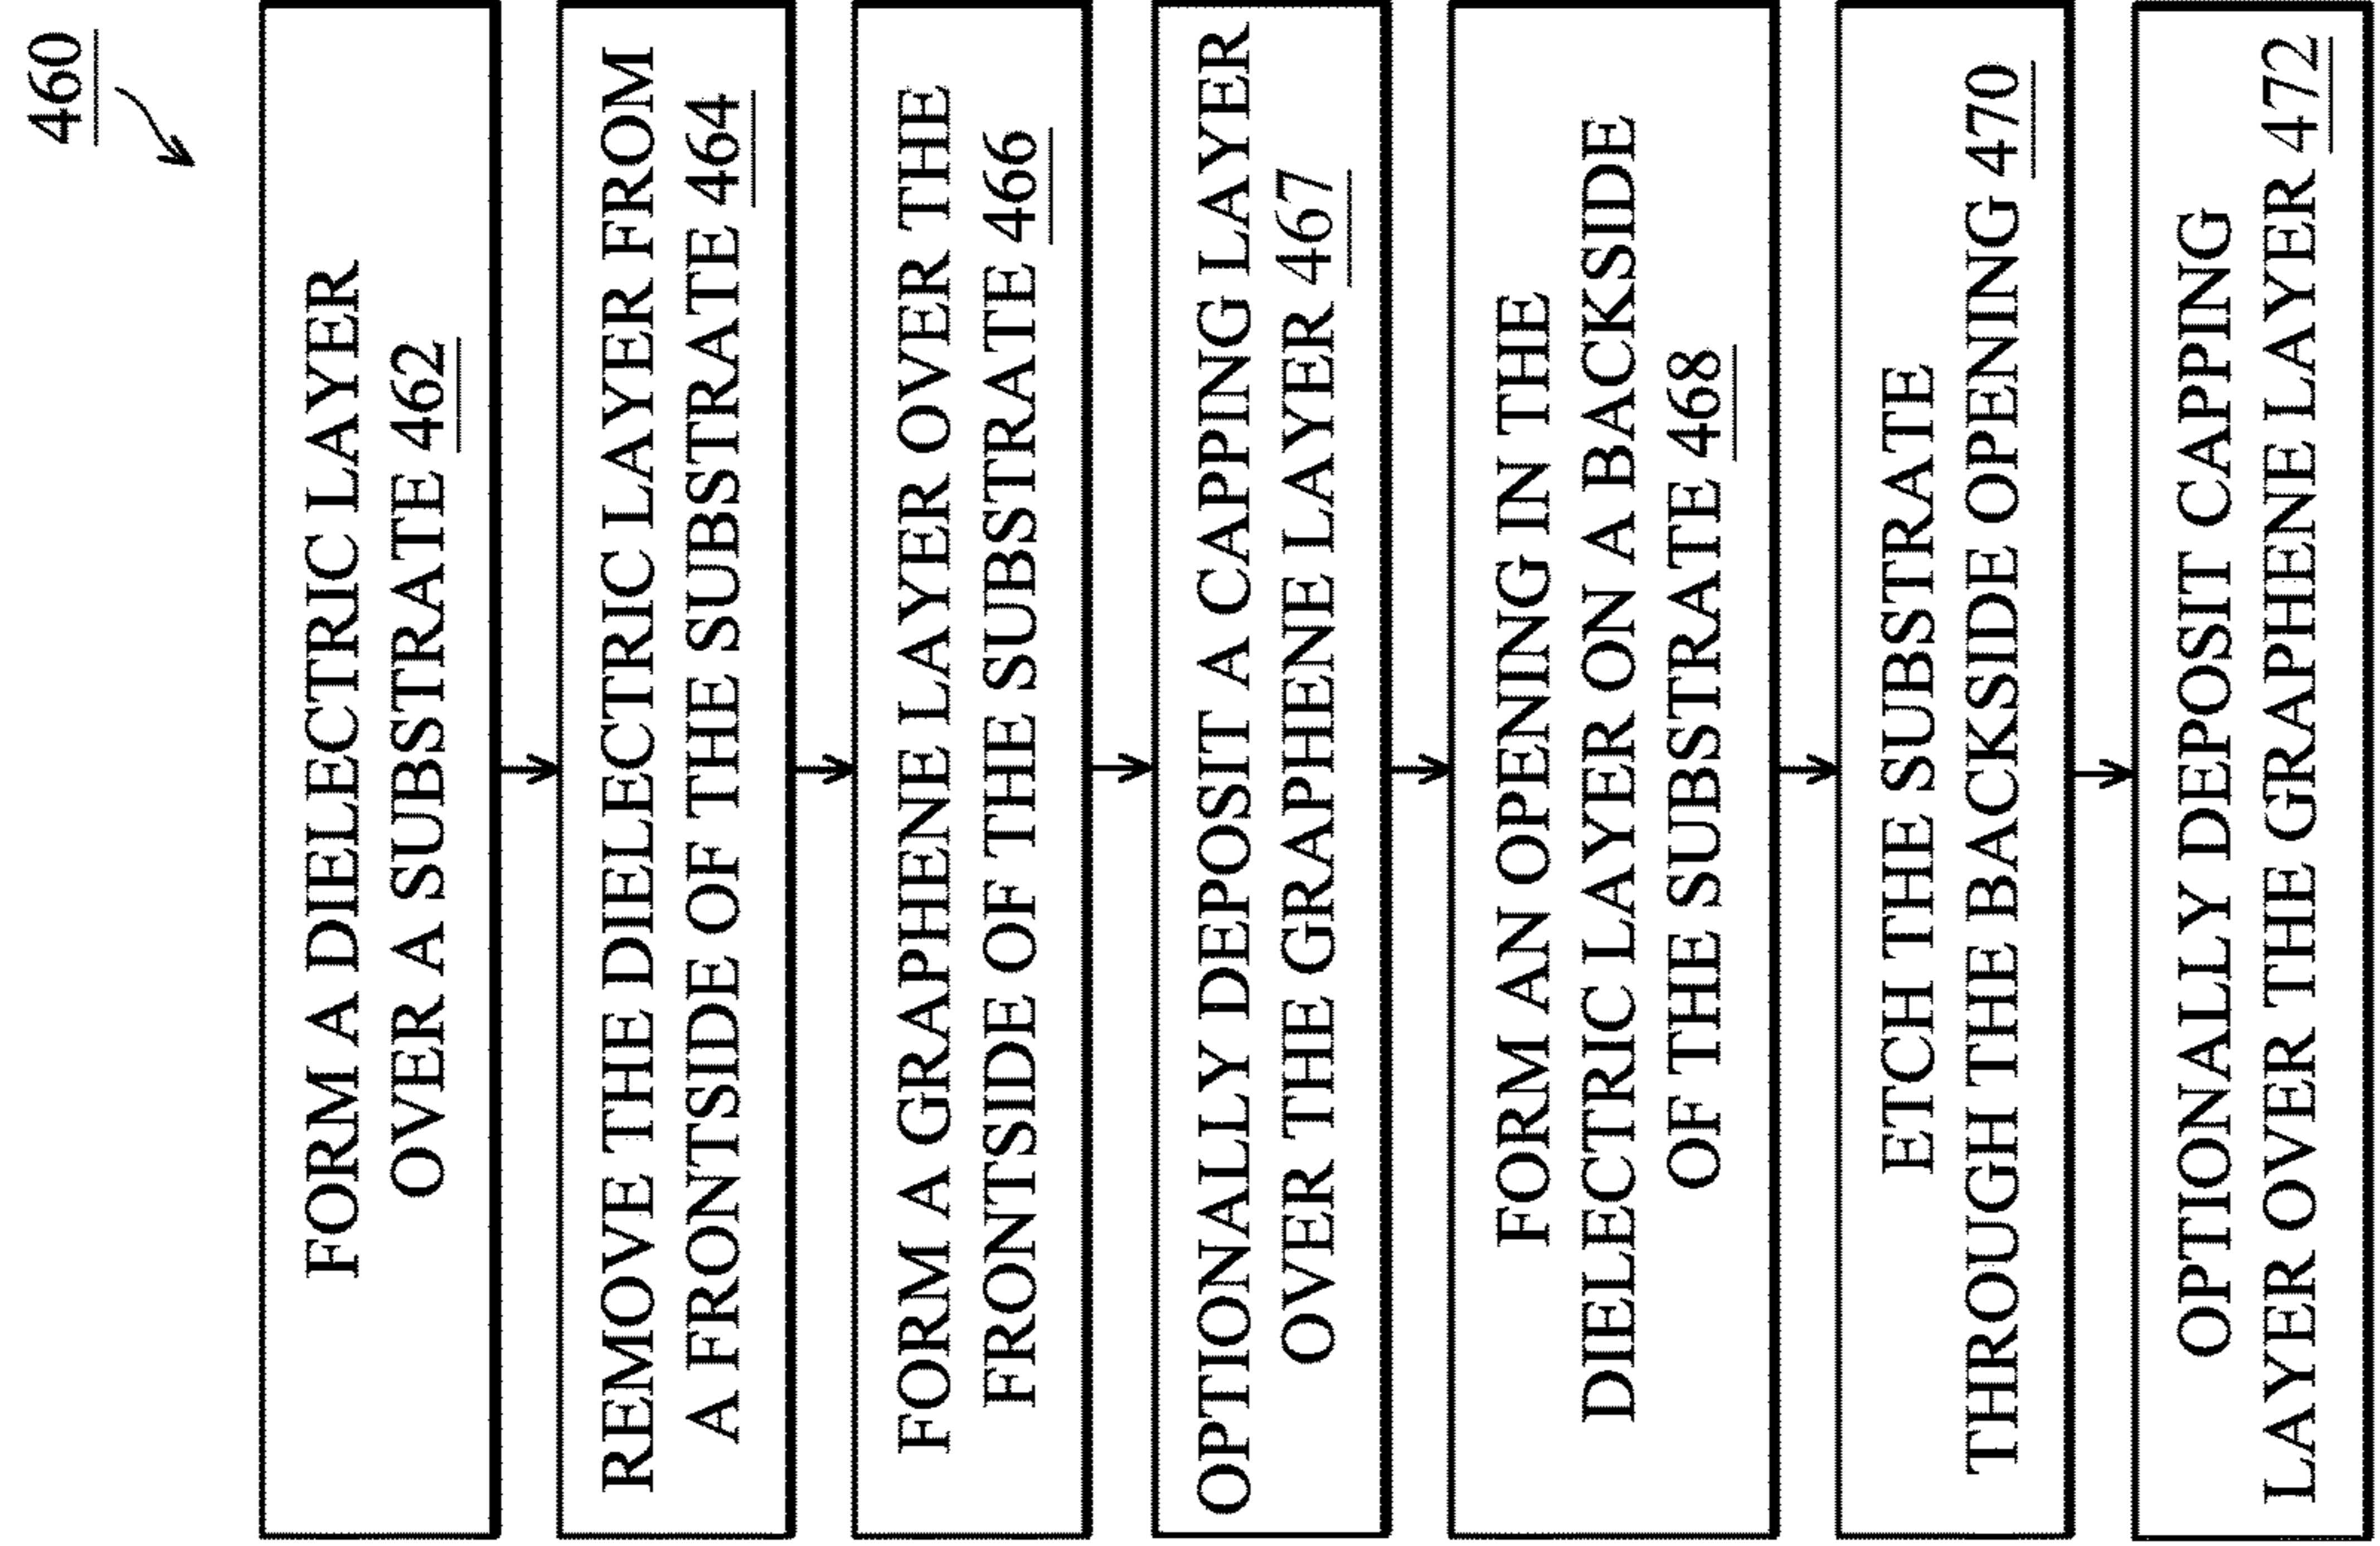 460
FORM A DIELECTRIC LAYER
OVER A SUBSTRATE 462
REMOVE THE DIELECTRIC LAYER FROM
A FRONTSIDE OF THE SUBSTRATE 464
FORM A GRAPHENE LAYER OVER THE
FRONTSIDE OF THE SUBSTRATE 466
OPTIONALLY DEPOSIT A CAPPING LAYER
OVER THE GRAPHENE LAYER 467
FORM AN OPENING IN THE
DIELECTRIC LAYER ON A BACKSIDE
OF THE SUBSTRATE 468
ETCH THE SUBSTRATE
THROUGH THE BACKSIDE OPENING 470
OPTIONALLY DEPOSIT CAPPING
LAYER OVER THE GRAPHENE LAYER 472